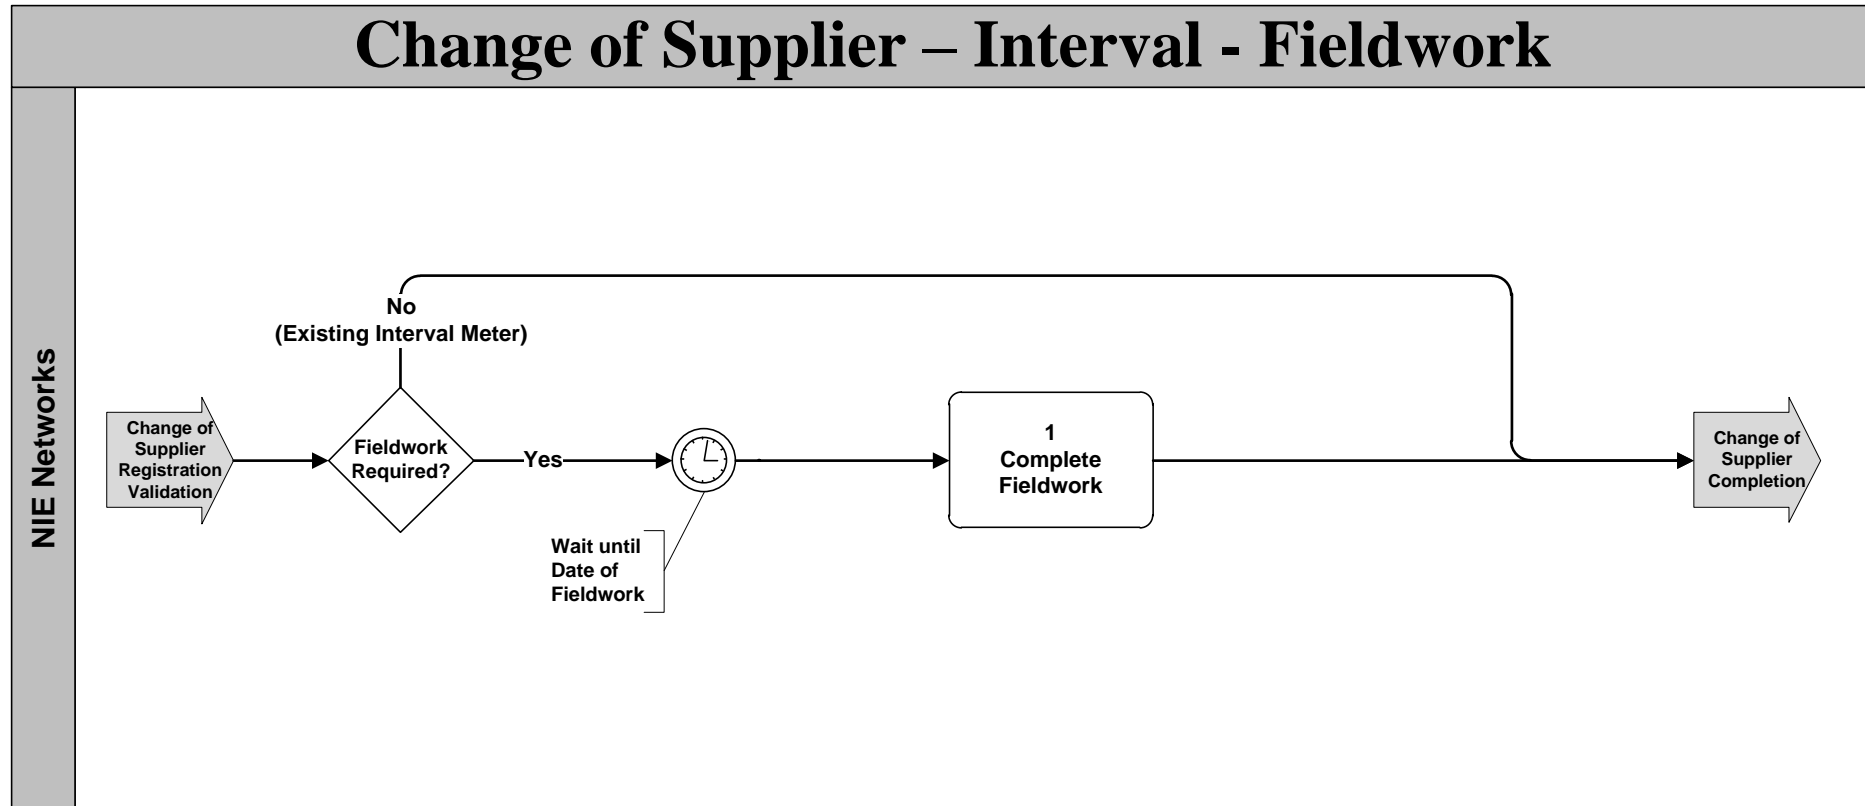 Change of Supplier – Interval - Fieldwork
NIE Networks
No
(Existing Interval Meter)
Change of
Supplier
Registration
Validation
Fieldwork
Required?
Yes
Wait until
Date of
Fieldwork
1
Complete
Fieldwork
Change of
Supplier
Completion